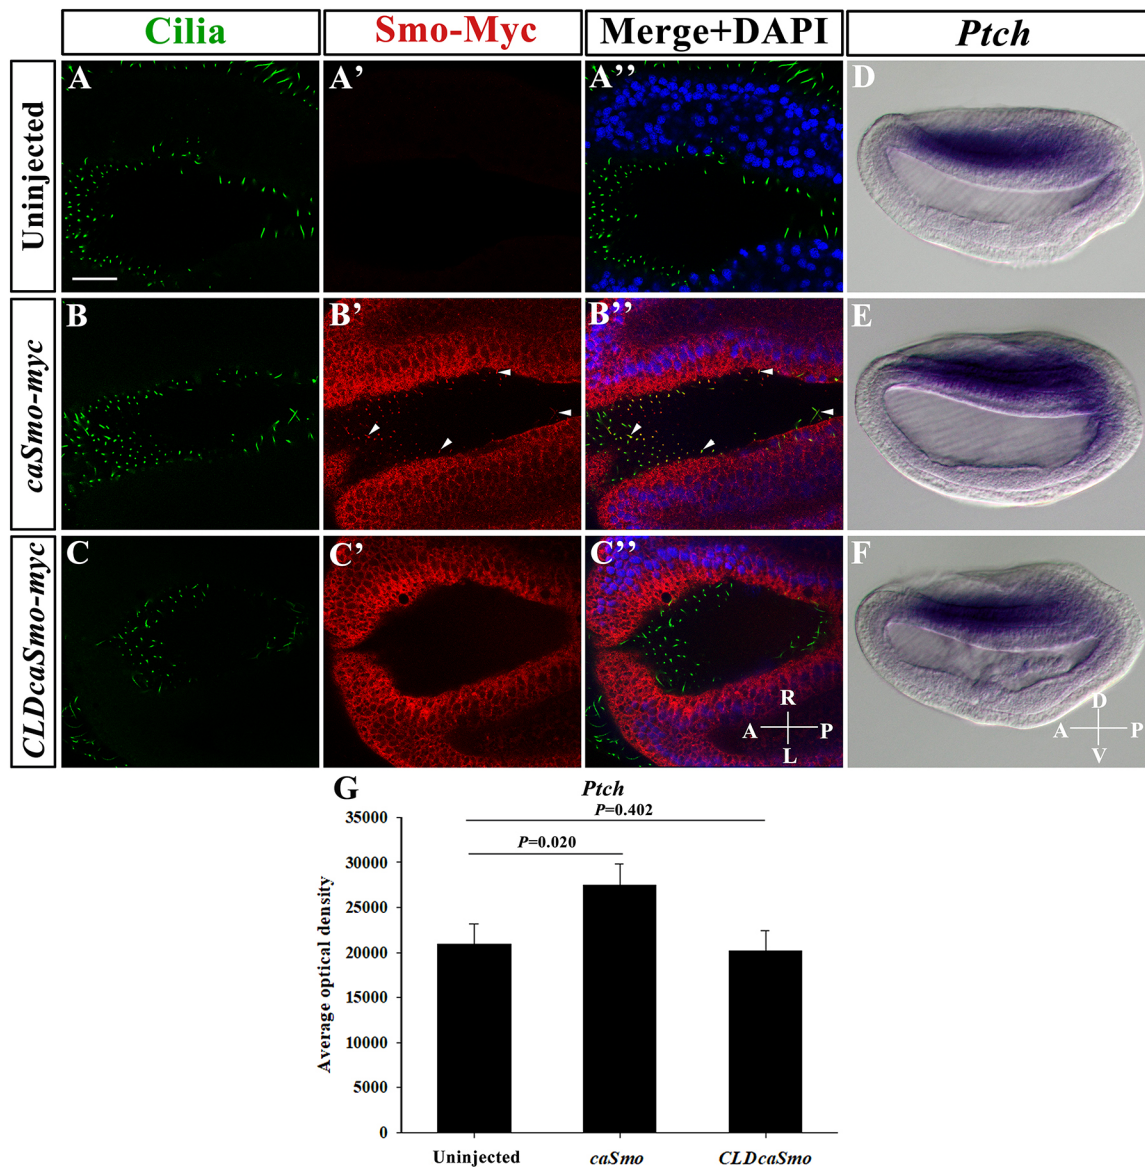 Cilia
Smo-Myc
Merge+DAPI
Ptch
Uninjected
A
A’
A’’
D
caSmo-myc
B
B’
B’’
E
CLDcaSmo-myc
C
C’
C’’
R
A P
L
F
D
A P
V
G
Ptch
P=0.402
P=0.020
Average optical density
35000
30000
25000
20000
15000
10000
5000
0
Uninjected
caSmo
CLDcaSmo